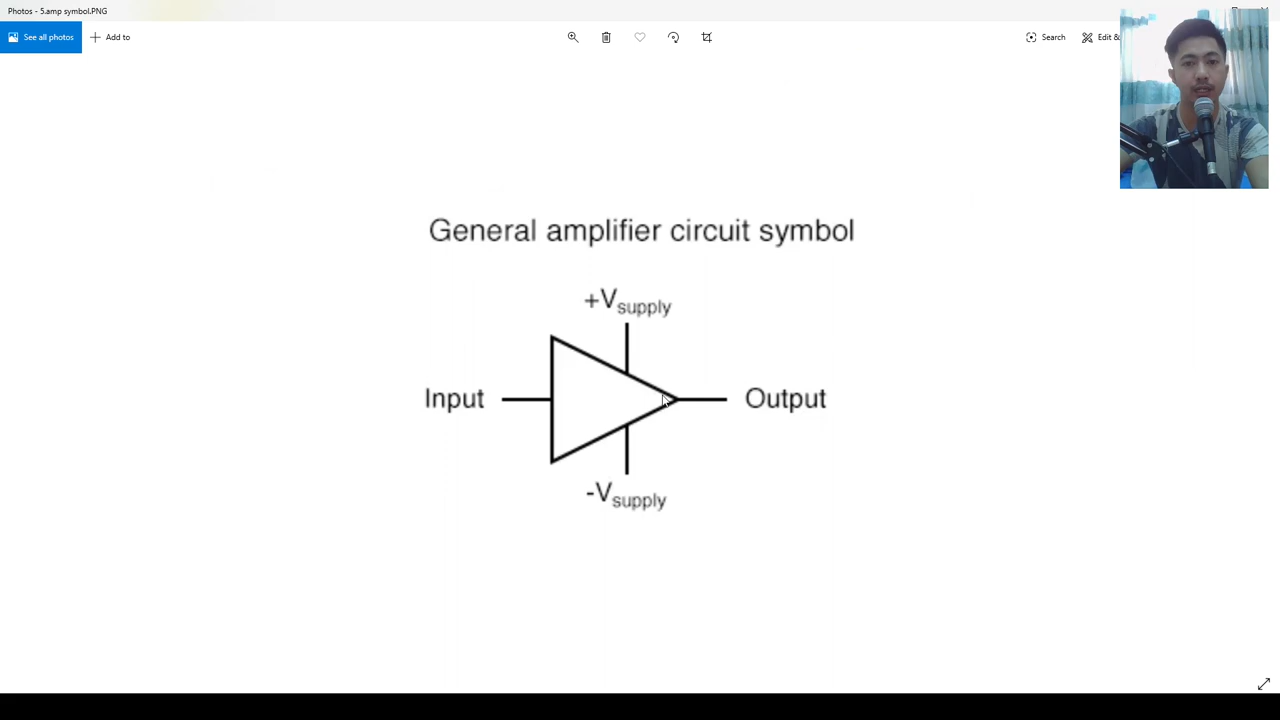 Photos - 5.amp symbol.PNG
See all photos
Add to
Search
Edit &
General amplifier circuit symbol
+Vsupply
Input
Output
-Vsupply